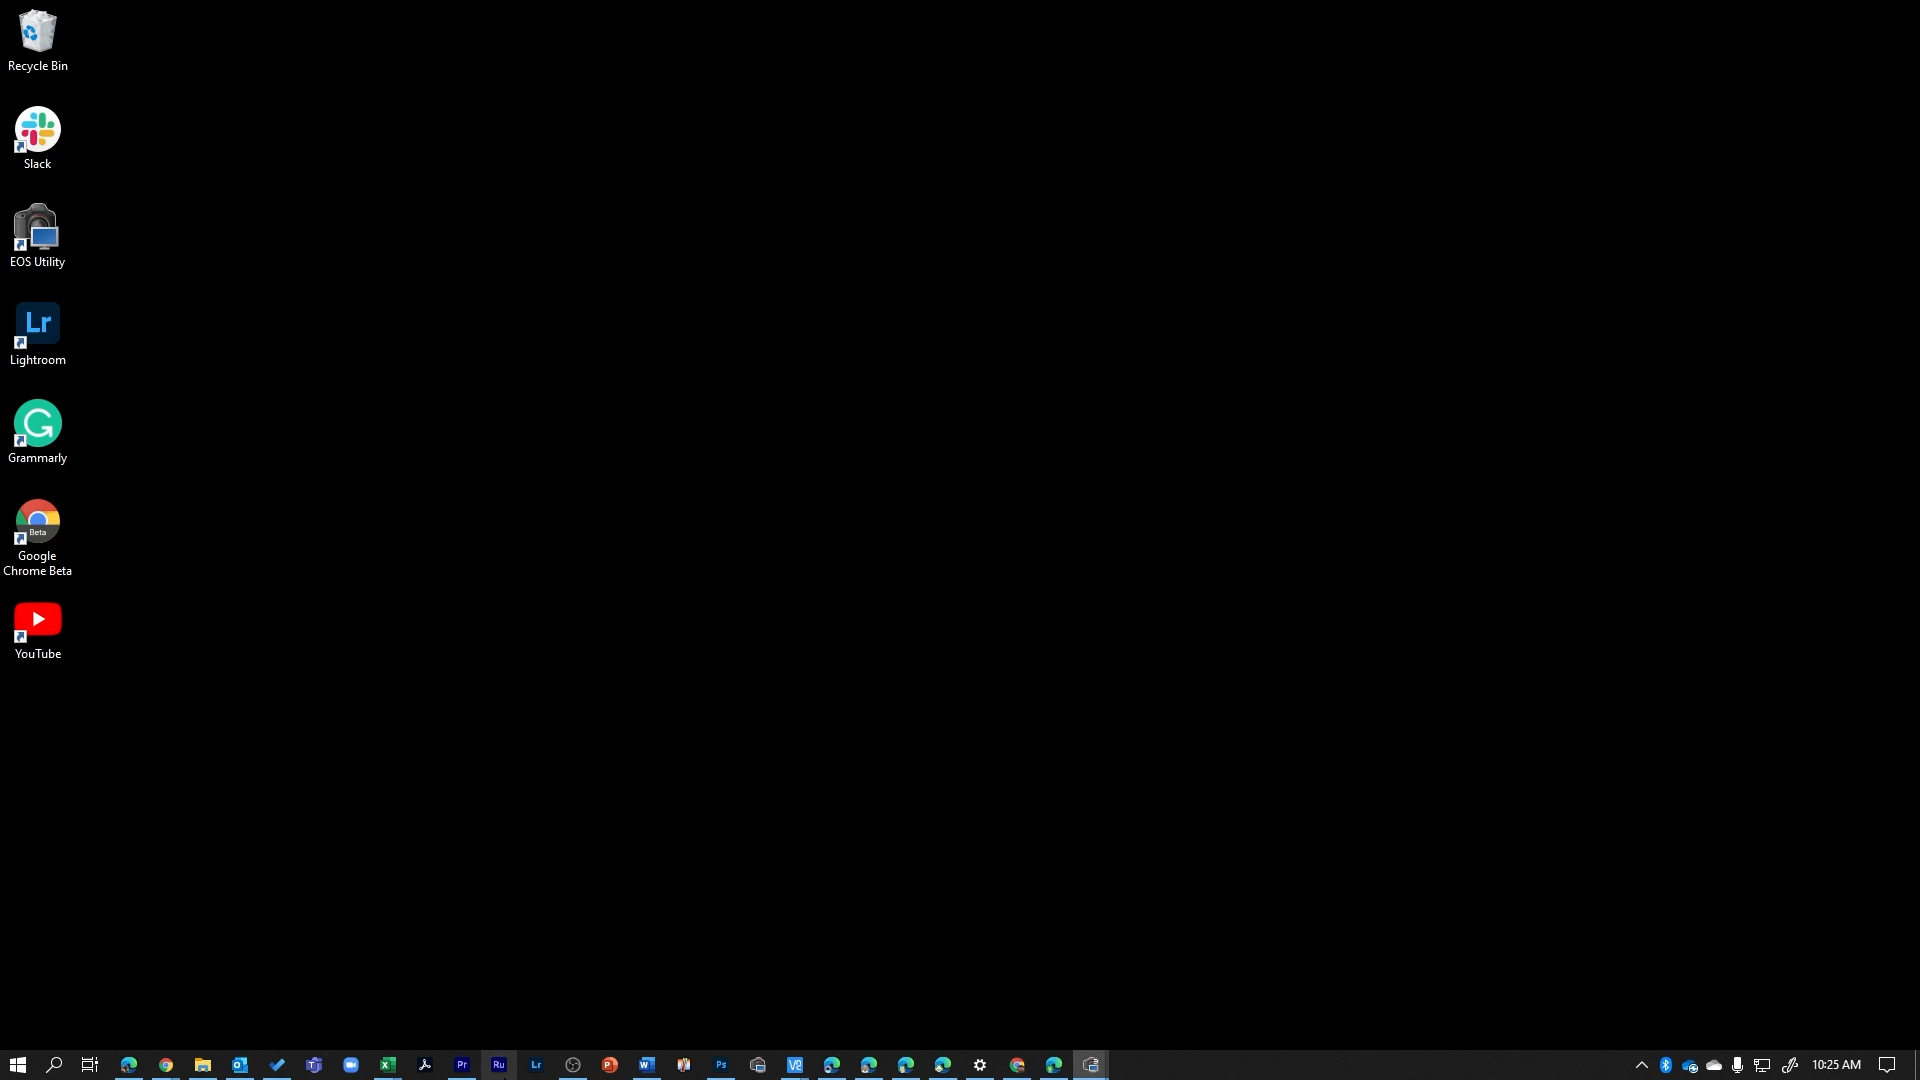 Recycle Bin
Slack
EOS Utility
Lr
Lightroom
Grammarly
Beta
Google
Chrome Beta
YouTube
Pr
Ru
Lr
P
W
Ps
10:25 AM